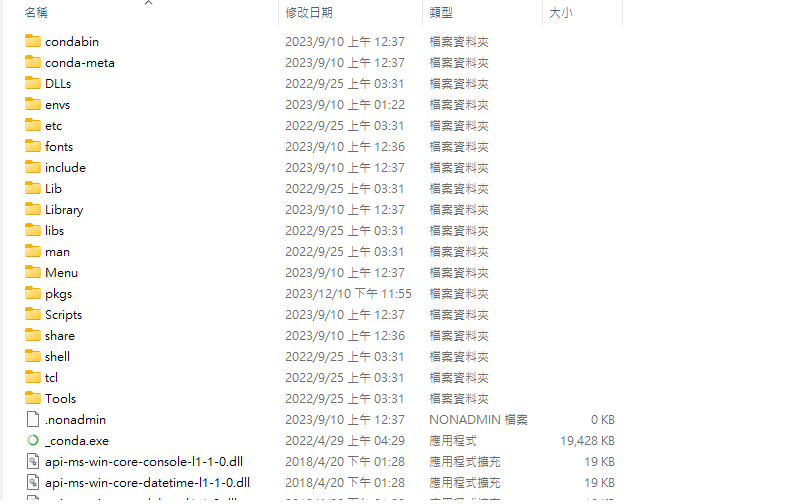 名稱 修改日期 類型 大小
condabin 2023/9/10 上午 12:37 檔案資料夾
conda-meta 2023/9/10 上午 12:37 檔案資料夾
DLLs 2022/9/25 上午 03:31 檔案資料夾
envs 2023/9/10 上午 01:22 檔案資料夾
etc 2022/9/25 上午 03:31 檔案資料夾
fonts 2023/9/10 上午 12:36 檔案資料夾
include 2023/9/10 上午 12:37 檔案資料夾
Lib 2022/9/25 上午 03:31 檔案資料夾
Library 2023/9/10 上午 12:37 檔案資料夾
libs 2022/9/25 上午 03:31 檔案資料夾
man 2022/9/25 上午 03:31 檔案資料夾
Menu 2023/9/10 上午 12:37 檔案資料夾
pkgs 2023/12/10 下午 11:55 檔案資料夾
Scripts 2023/9/10 上午 12:37 檔案資料夾
share 2023/9/10 上午 12:36 檔案資料夾
shell 2022/9/25 上午 03:31 檔案資料夾
tcl 2022/9/25 上午 03:31 檔案資料夾
Tools 2022/9/25 上午 03:31 檔案資料夾
.nonadmin 2023/9/10 上午 12:37 NONADMIN 檔案 0 KB
_conda.exe 2022/4/29 上午 04:29 應用程式 19,428 KB
api-ms-win-core-console-l1-1-0.dll 2018/4/20 下午 01:28 應用程式擴充 19 KB
api-ms-win-core-datetime-l1-1-0.dll 2018/4/20 下午 01:28 應用程式擴充 19 KB